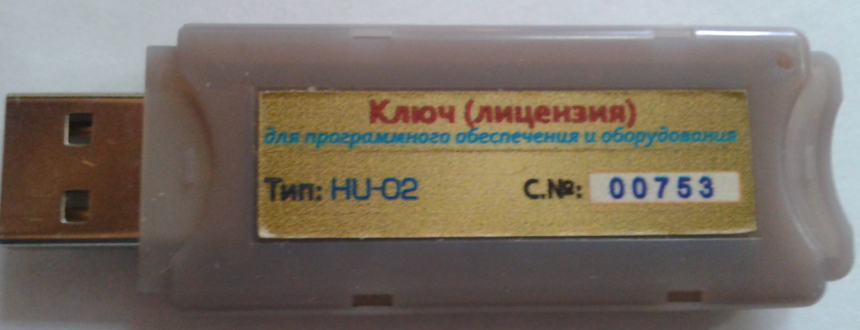 Ключ (лицензия)
для программного обеспечения и оборудования
Тип: HU-02 С.№: 00753